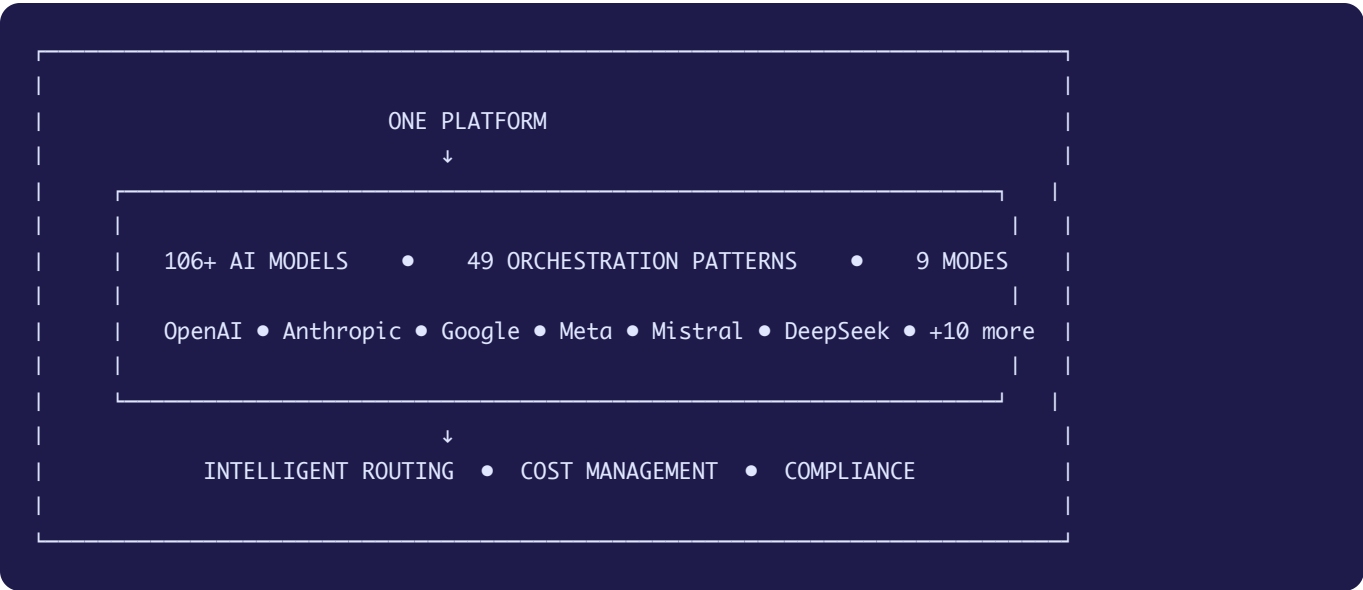 ONE PLATFORM
↓
106+ AI MODELS ● 49 ORCHESTRATION PATTERNS ● 9 MODES
OpenAI ● Anthropic ● Google ● Meta ● Mistral ● DeepSeek ● +10 more
↓
INTELLIGENT ROUTING ● COST MANAGEMENT ● COMPLIANCE